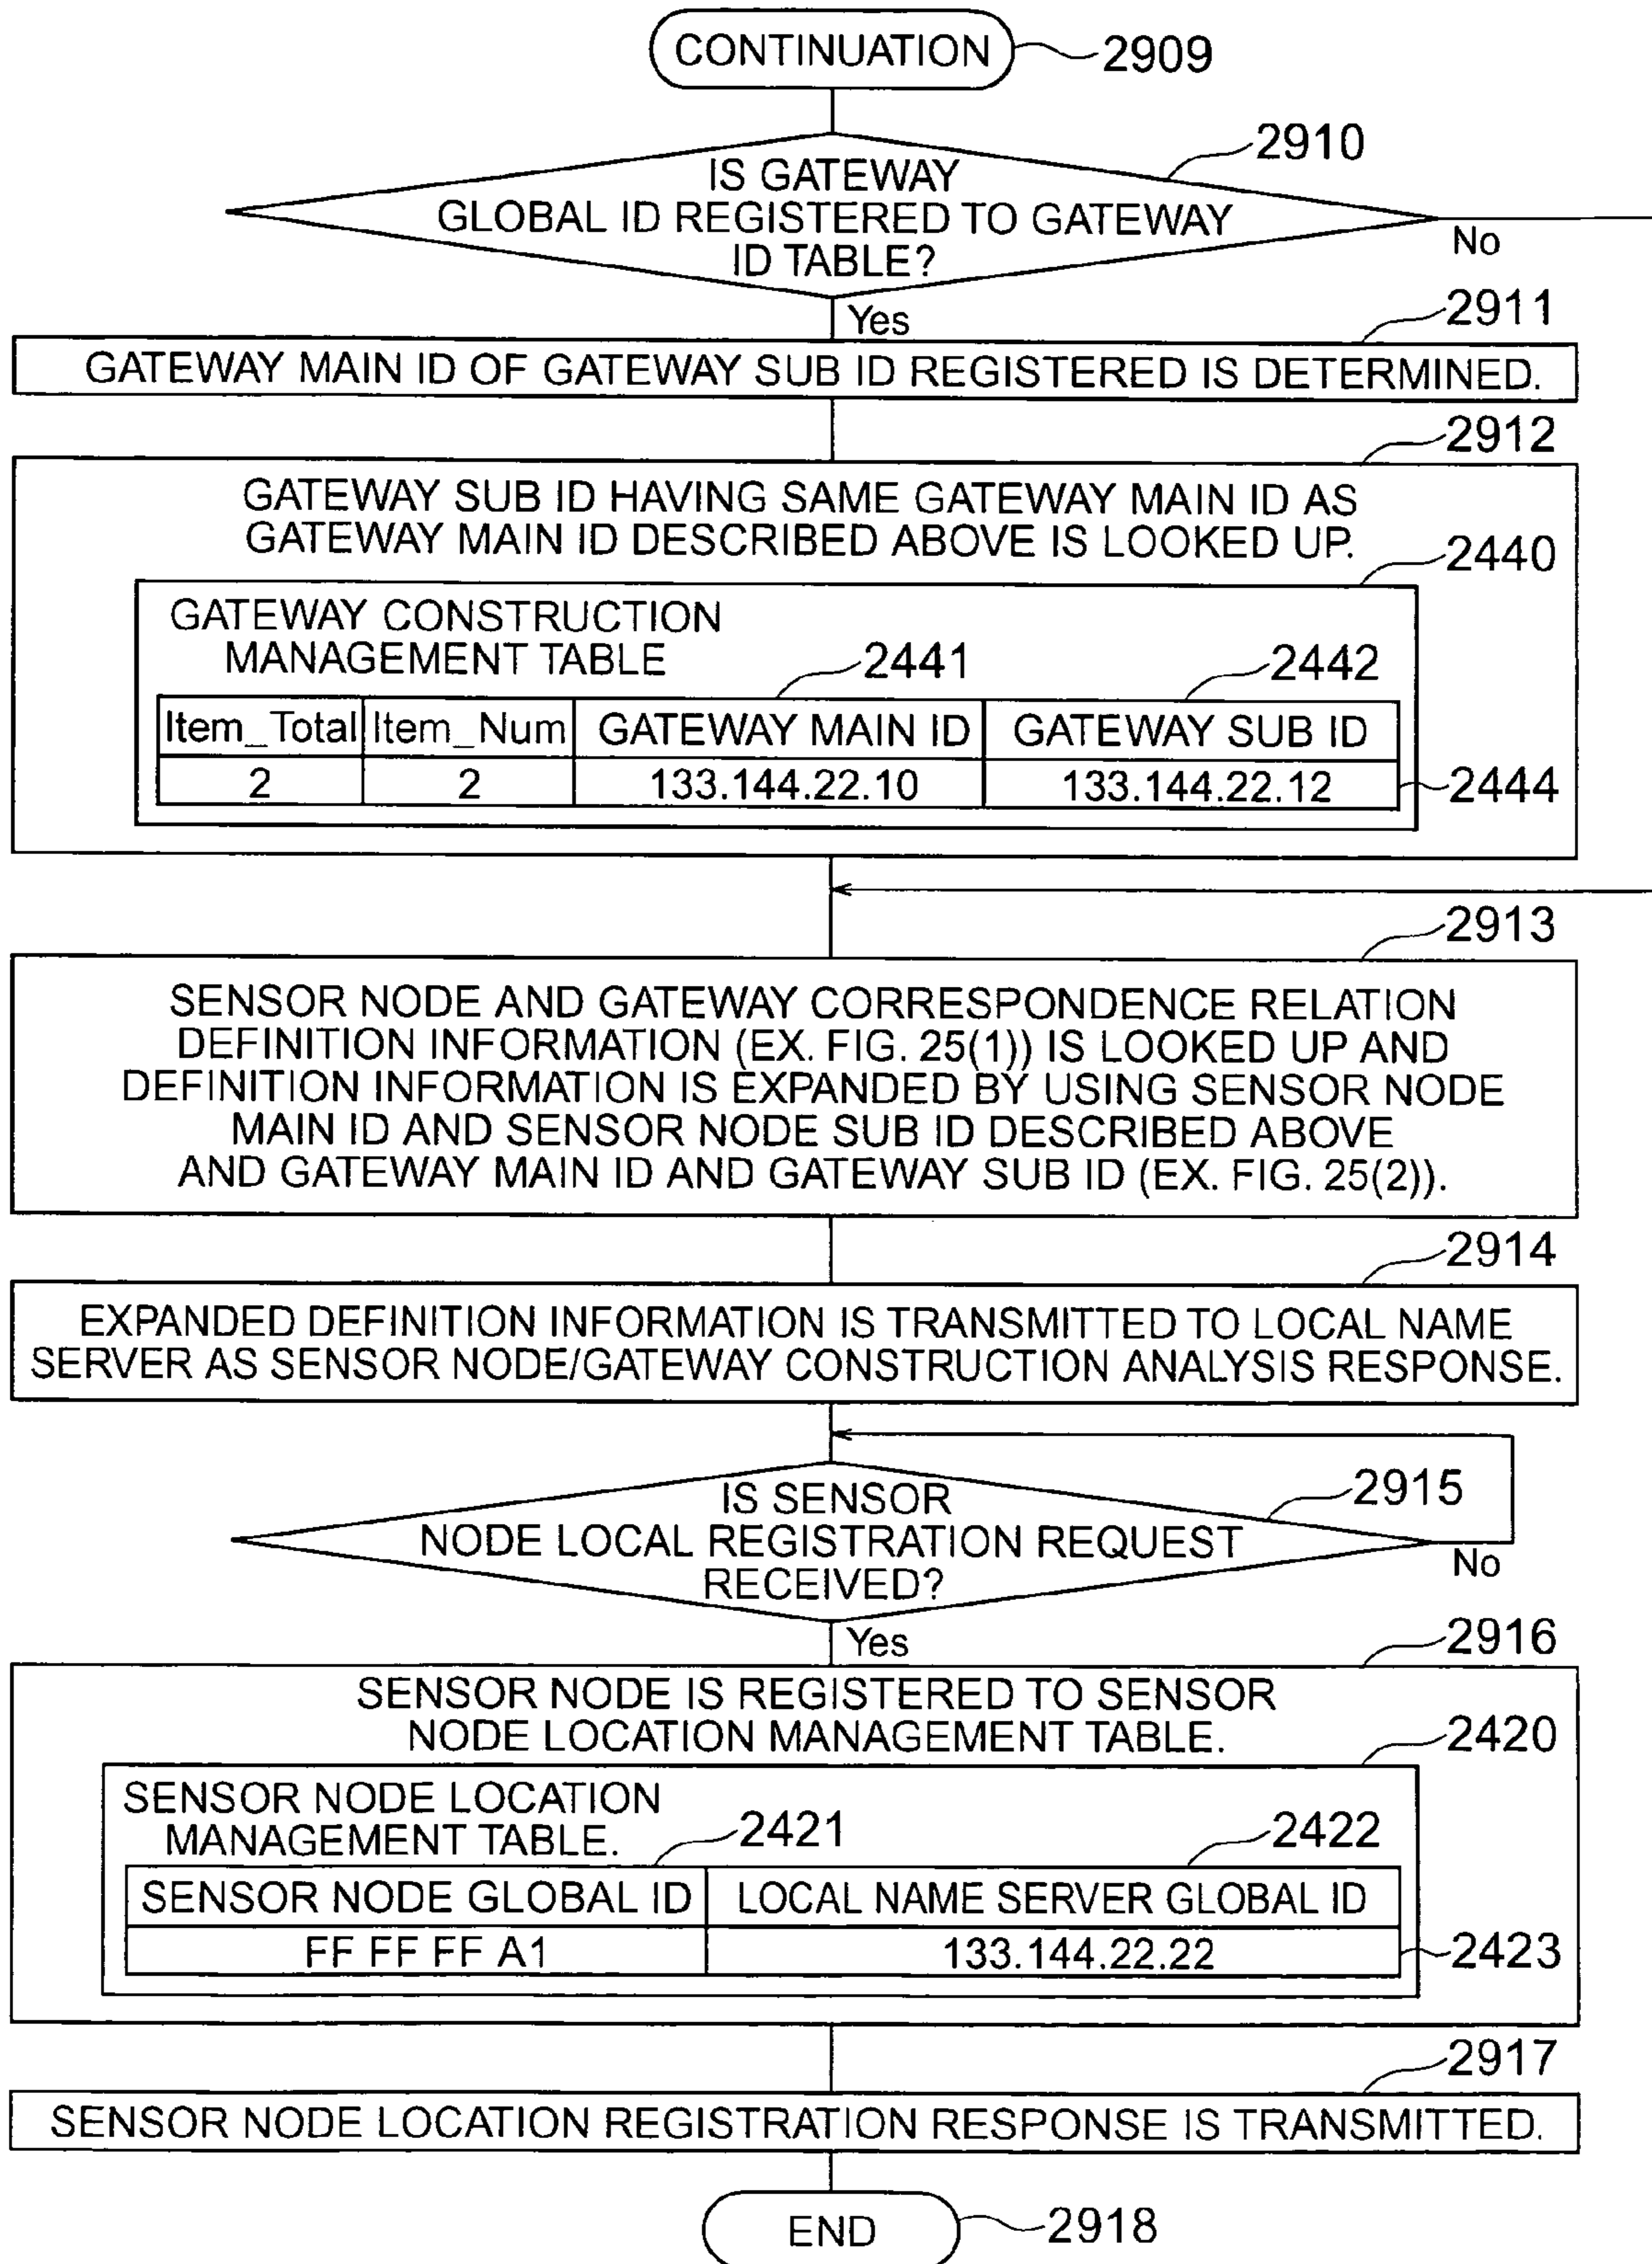 CONTINUATION
2909
2910
IS GATEWAY
GLOBAL ID REGISTERED TO GATEWAY
ID TABLE?
No
Yes
2911
GATEWAY MAIN ID OF GATEWAY SUB ID REGISTERED IS DETERMINED.
2912
GATEWAY SUB ID HAVING SAME GATEWAY MAIN ID AS
GATEWAY MAIN ID DESCRIBED ABOVE IS LOOKED UP.
2440
GATEWAY CONSTRUCTION
MANAGEMENT TABLE
2441
2442
Item_Total Item_Num GATEWAY MAIN ID GATEWAY SUB ID
2 2 133.144.22.10 133.144.22.12
2444
2913
SENSOR NODE AND GATEWAY CORRESPONDENCE RELATION
DEFINITION INFORMATION (EX. FIG. 25(1)) IS LOOKED UP AND
DEFINITION INFORMATION IS EXPANDED BY USING SENSOR NODE
MAIN ID AND SENSOR NODE SUB ID DESCRIBED ABOVE
AND GATEWAY MAIN ID AND GATEWAY SUB ID (EX. FIG. 25(2)).
2914
EXPANDED DEFINITION INFORMATION IS TRANSMITTED TO LOCAL NAME
SERVER AS SENSOR NODE/GATEWAY CONSTRUCTION ANALYSIS RESPONSE.
2915
IS SENSOR
NODE LOCAL REGISTRATION REQUEST
RECEIVED?
No
Yes
2916
SENSOR NODE IS REGISTERED TO SENSOR
NODE LOCATION MANAGEMENT TABLE.
2420
SENSOR NODE LOCATION
MANAGEMENT TABLE.
2421
2422
SENSOR NODE GLOBAL ID LOCAL NAME SERVER GLOBAL ID
FF FF FF A1 133.144.22.22
2423
2917
SENSOR NODE LOCATION REGISTRATION RESPONSE IS TRANSMITTED.
END
2918